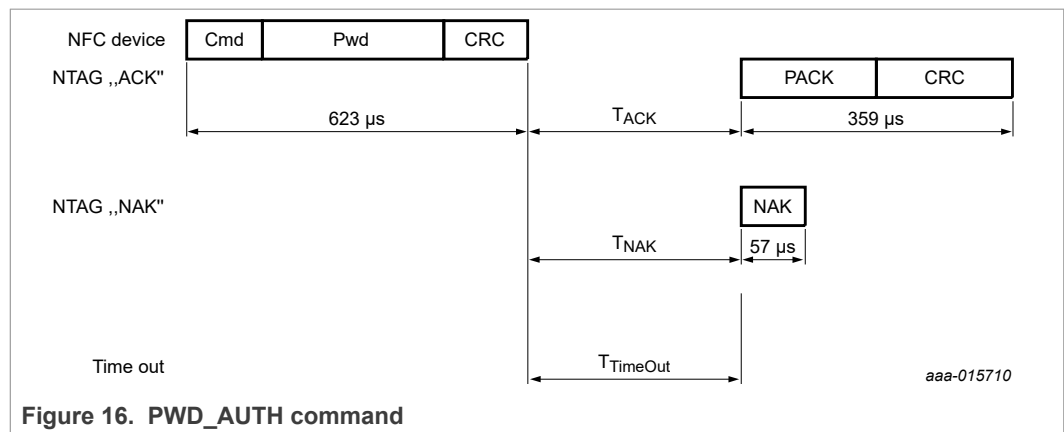 NFC device Cmd Pwd CRC
NTAG ,,ACK" PACK CRC
623 µs TACK 359 µs
NTAG ,,NAK" NAK
TNAK 57 µs
Time out TTimeOut aaa-015710
Figure 16. PWD_AUTH command